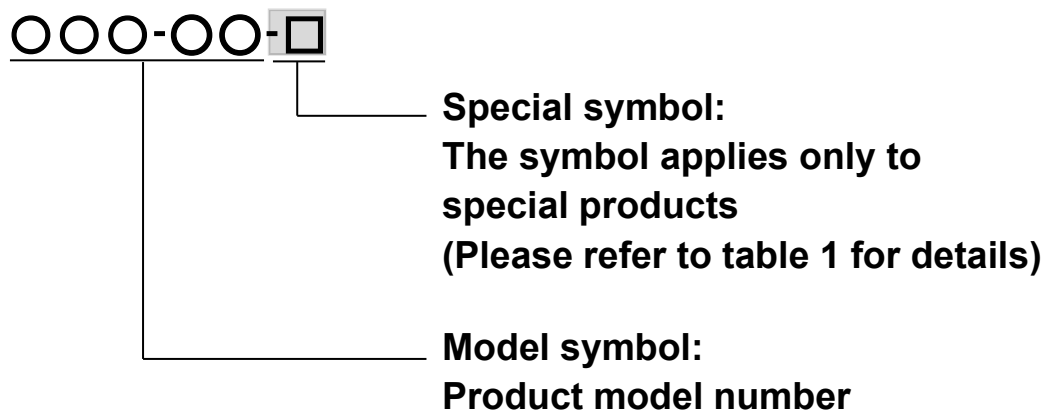 ○○○-○○-□
Special symbol:
The symbol applies only to
special products
(Please refer to table 1 for details)
Model symbol:
Product model number